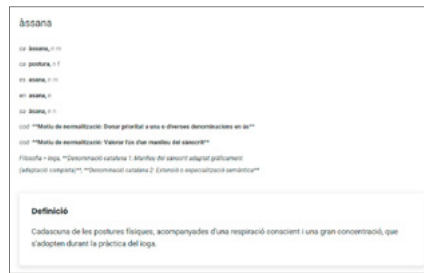 àssana
ca àssana, n m
ca postura, n f
es asana, n m
en asana, n
sa āsana, n n
cod **Motiu de normalització: Donar prioritat a una o diverses denominacions en ús**
cod **Motiu de normalització: Valorar l'ús d'un manlleu del sànscrit**
Filosofia > Ioga, **Denominació catalana 1: Manlleu del sànscrit adaptat gràficament
(adaptació completa)**, **Denominació catalana 2: Extensió o especialització semàntica**
Definició
Cadascuna de les postures físiques, acompanyades d'una respiració conscient i una gran concentració, que
s'adopten durant la pràctica del ioga.